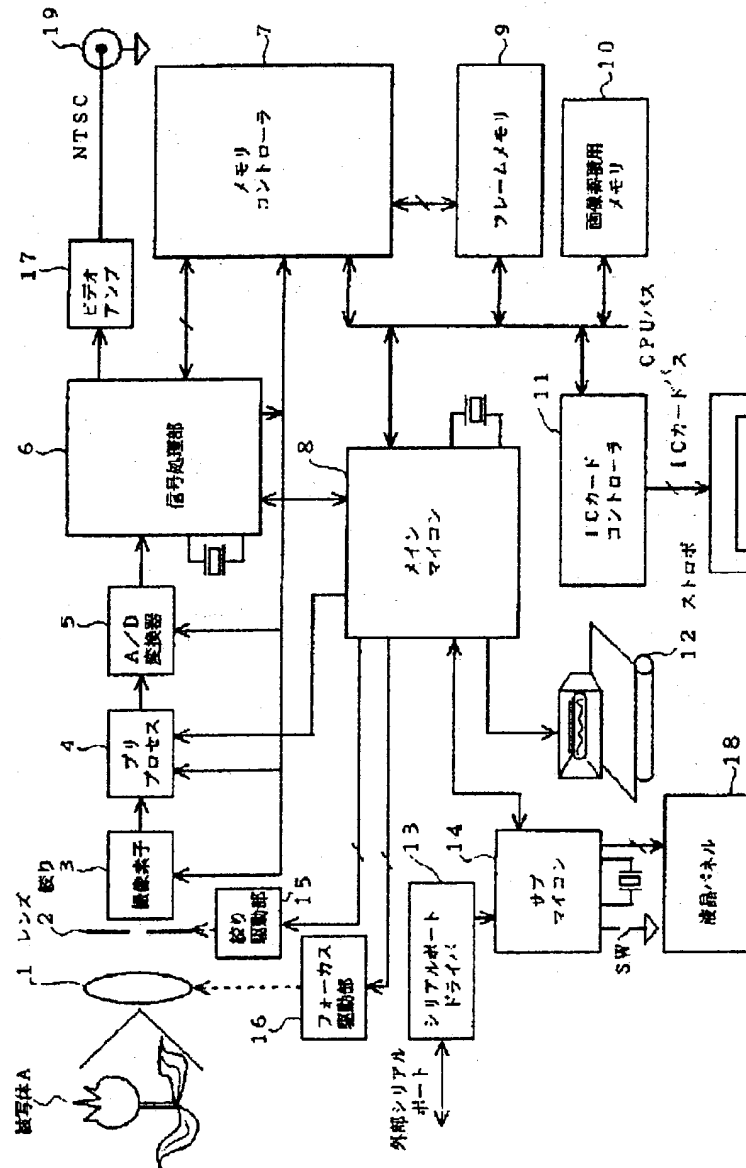 被写体A
1
レンズ
2
絞り
3
撮像素子
4
プリ
プロセス
5
A/D
変換器
6
信号処理部
17
ビデオ
アンプ
NTSC
19
15
絞り
駆動部
16
フォーカス
駆動部
8
メイン
マイコン
7
メモリ
コントローラ
9
フレームメモリ
10
画像蓄積用
メモリ
CPUバス
11
ICカード
コントローラ
ICカードバス
外部シリアル
ポート
13
シリアルポート
ドライバ
14
サブ
マイコン
SW
12
ストロボ
18
液晶パネル